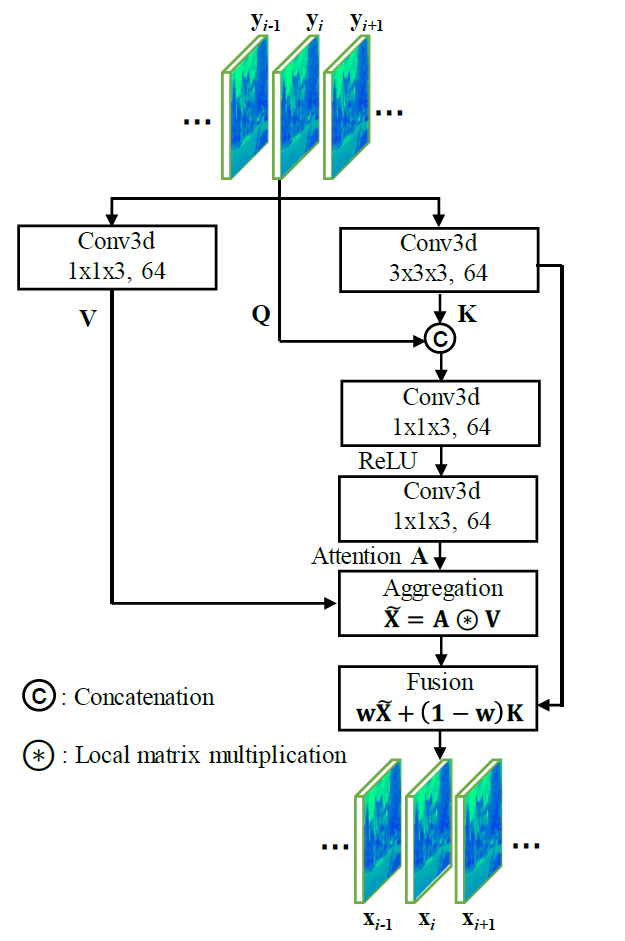 y_{i-1} y_i y_{i+1}
... ...
Conv3d
1x1x3, 64
Conv3d
3x3x3, 64
V
Q
K
C
Conv3d
1x1x3, 64
ReLU
Conv3d
1x1x3, 64
Attention A
Aggregation
X̃ = A ⊛ V
Fusion
wX̃ + (1 − w)K
C : Concatenation
⊛ : Local matrix multiplication
... ...
x_{i-1} x_i x_{i+1}